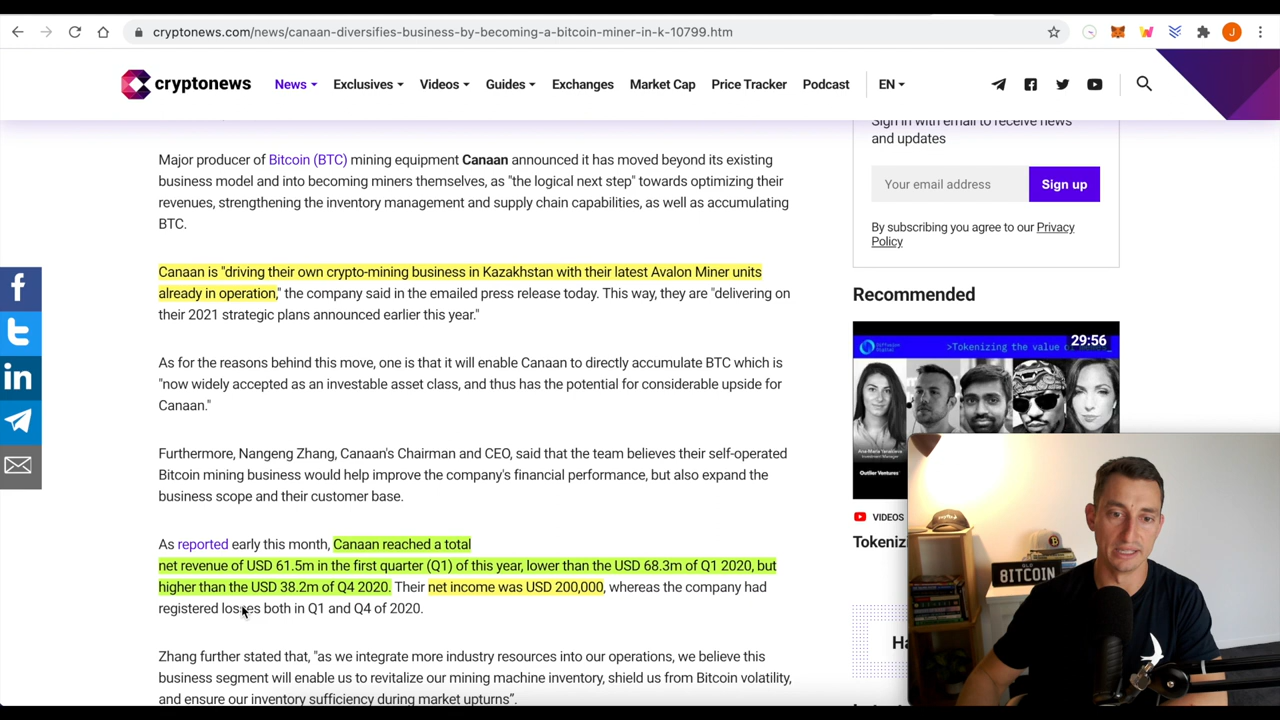 cryptonews.com/news/canaan-diversifies-business-by-becoming-a-bitcoin-miner-in-k-10799.htm
J
cryptonews
News
Exclusives
Videos
Guides
Exchanges
Market Cap
Price Tracker
Podcast
EN
Sign in with email to receive news
and updates
Your email address
Sign up
By subscribing you agree to our Privacy
Policy
Major producer of Bitcoin (BTC) mining equipment Canaan announced it has moved beyond its existing
business model and into becoming miners themselves, as "the logical next step" towards optimizing their
revenues, strengthening the inventory management and supply chain capabilities, as well as accumulating
BTC.
Canaan is "driving their own crypto-mining business in Kazakhstan with their latest Avalon Miner units
already in operation," the company said in the emailed press release today. This way, they are "delivering on
their 2021 strategic plans announced earlier this year."
As for the reasons behind this move, one is that it will enable Canaan to directly accumulate BTC which is
"now widely accepted as an investable asset class, and thus has the potential for considerable upside for
Canaan."
Furthermore, Nangeng Zhang, Canaan's Chairman and CEO, said that the team believes their self-operated
Bitcoin mining business would help improve the company's financial performance, but also expand the
business scope and their customer base.
As reported early this month, Canaan reached a total
net revenue of USD 61.5m in the first quarter (Q1) of this year, lower than the USD 68.3m of Q1 2020, but
higher than the USD 38.2m of Q4 2020. Their net income was USD 200,000, whereas the company had
registered losses both in Q1 and Q4 of 2020.
Zhang further stated that, "as we integrate more industry resources into our operations, we believe this
business segment will enable us to revitalize our mining machine inventory, shield us from Bitcoin volatility,
and ensure our inventory sufficiency during market upturns".
Recommended
29:56
>Tokenizing the value
Outlier Ventures
VIDEOS
Tokeniz
Ha
BITCOIN